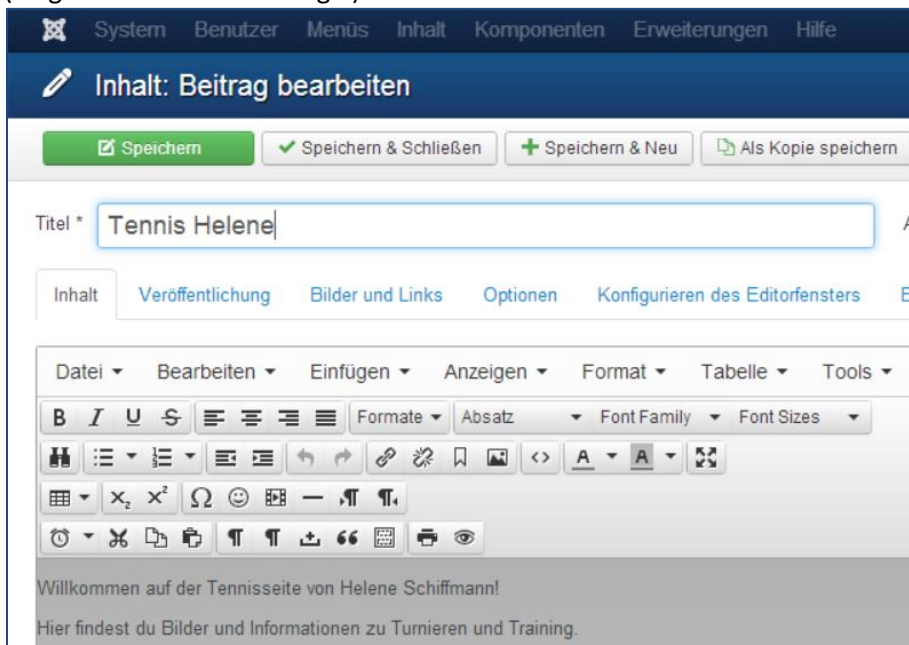 System Benutzer Menüs Inhalt Komponenten Erweiterungen Hilfe
Inhalt: Beitrag bearbeiten
Speichern Speichern & Schließen Speichern & Neu Als Kopie speichern
Titel * Tennis Helene
Inhalt Veröffentlichung Bilder und Links Optionen Konfigurieren des Editorfensters
Datei Bearbeiten Einfügen Anzeigen Format Tabelle Tools
B I U S Formate Absatz Font Family Font Sizes
A A
X₂ X² Ω
Willkommen auf der Tennisseite von Helene Schiffmann!
Hier findest du Bilder und Informationen zu Turnieren und Training.